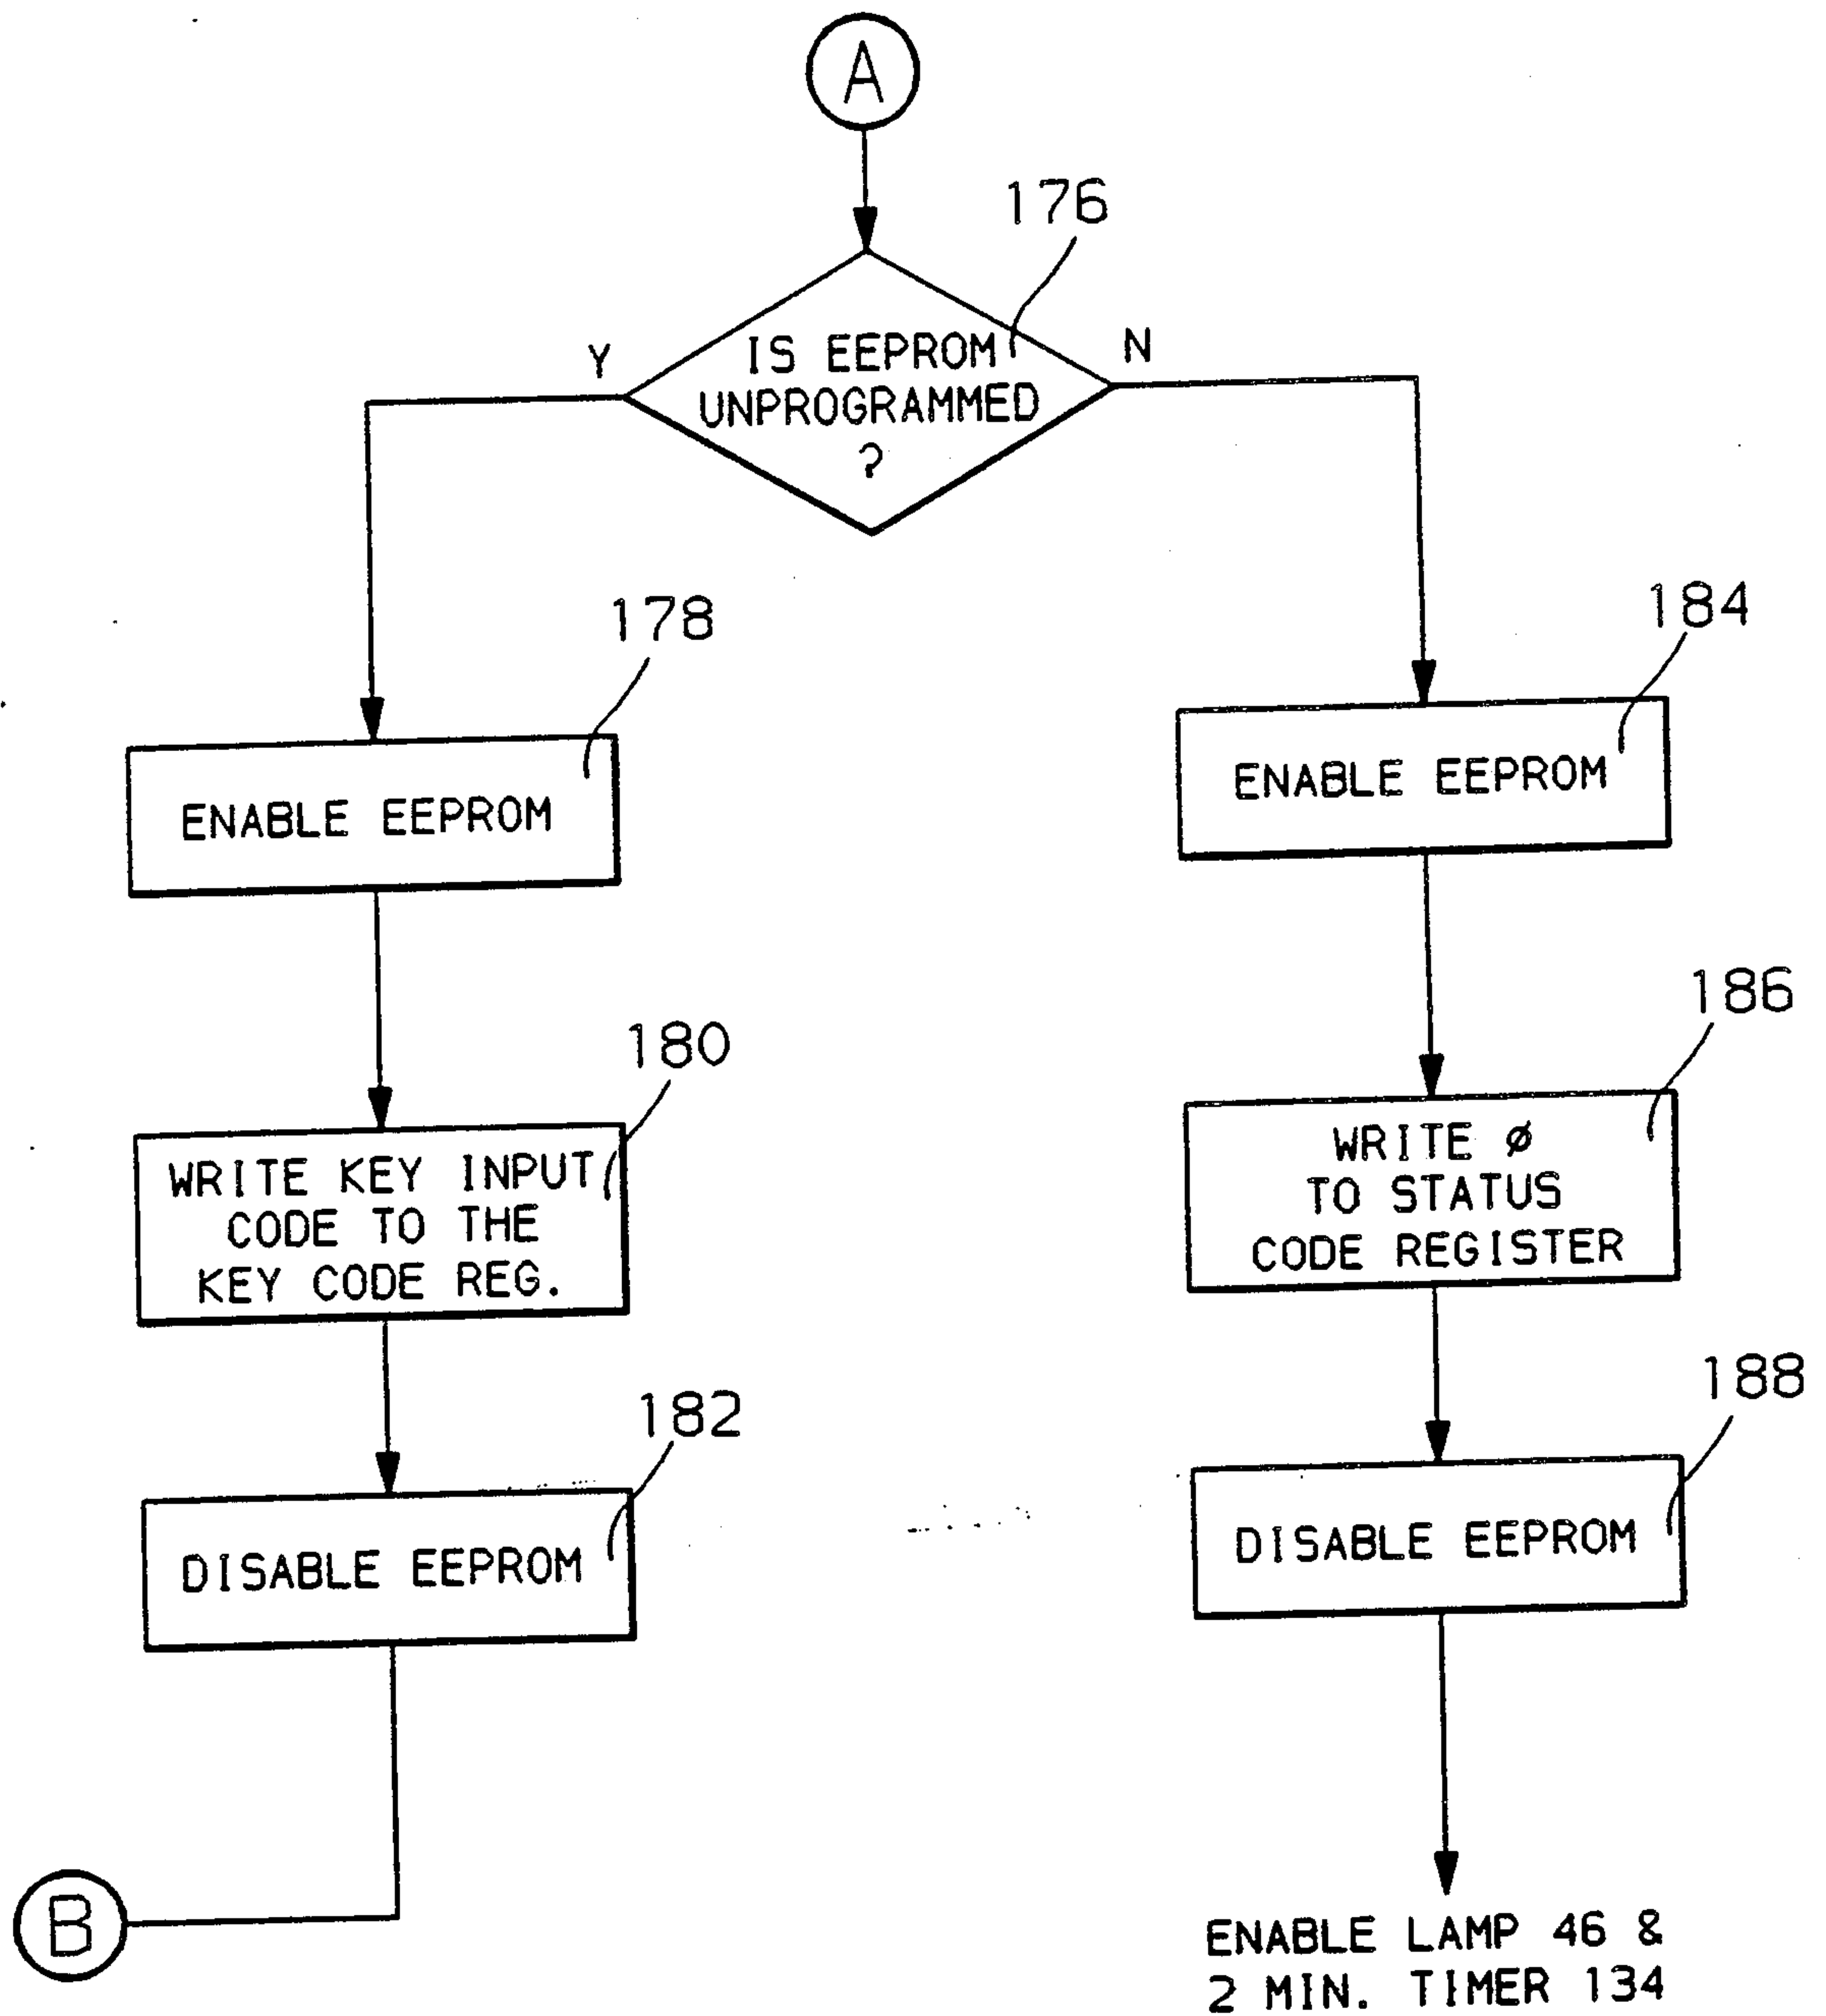 A
176
Y
IS EEPROM
UNPROGRAMMED
?
N
178
ENABLE EEPROM
180
WRITE KEY INPUT
CODE TO THE
KEY CODE REG.
182
DISABLE EEPROM
B
184
ENABLE EEPROM
186
WRITE Ø
TO STATUS
CODE REGISTER
188
DISABLE EEPROM
ENABLE LAMP 46 &
2 MIN. TIMER 134